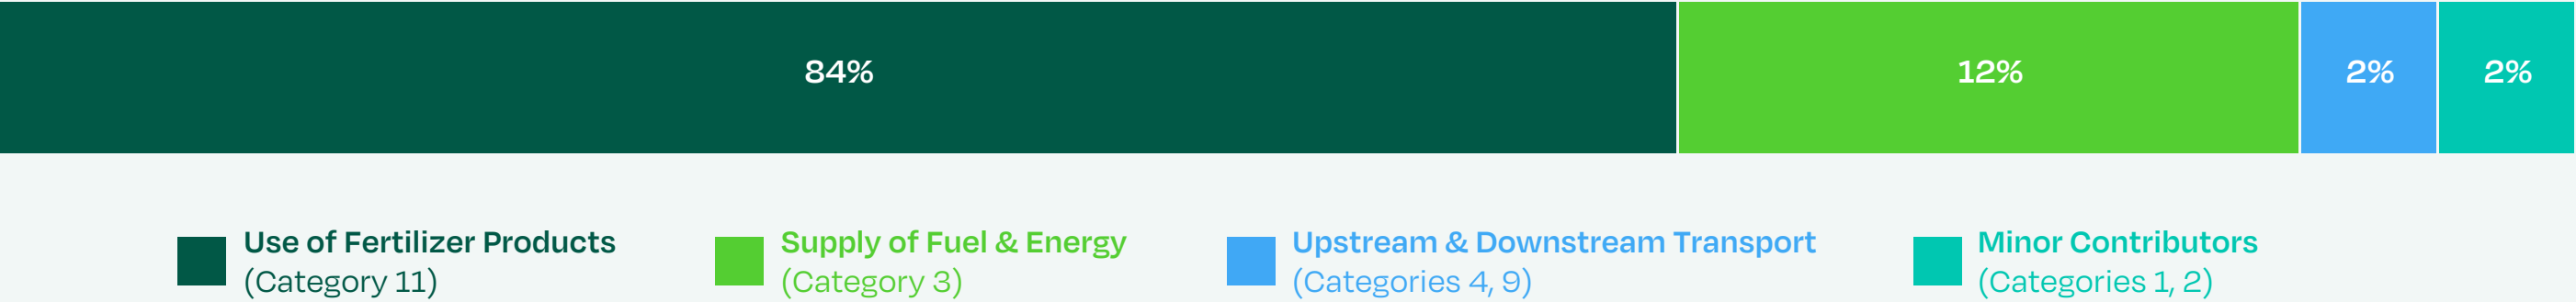 84%
12%
2%
2%
Use of Fertilizer Products
(Category 11)
Supply of Fuel & Energy
(Category 3)
Upstream & Downstream Transport
(Categories 4, 9)
Minor Contributors
(Categories 1, 2)